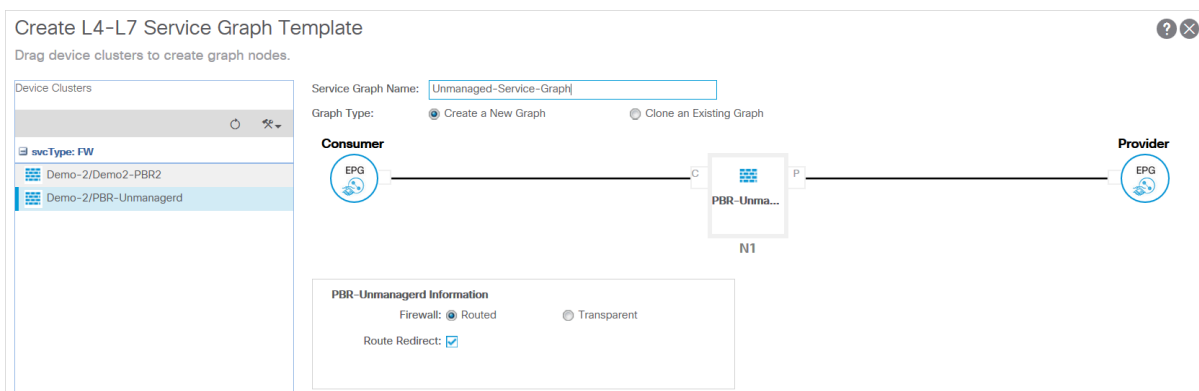 Create L4-L7 Service Graph Template
Drag device clusters to create graph nodes.
Device Clusters
svcType: FW
Demo-2/Demo2-PBR2
Demo-2/PBR-Unmanagerd
Service Graph Name: Unmanaged-Service-Graph
Graph Type: Create a New Graph Clone an Existing Graph
Consumer
EPG
C
PBR-Unma...
P
N1
Provider
EPG
PBR-Unmanagerd Information
Firewall: Routed Transparent
Route Redirect: